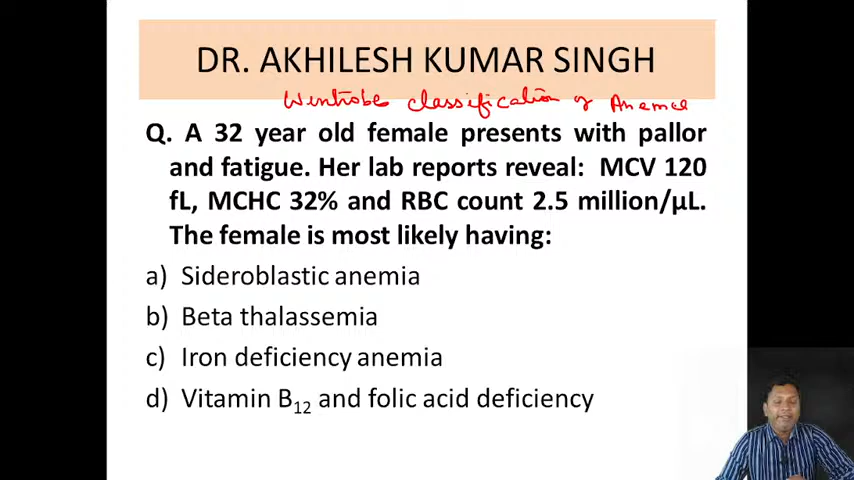 DR. AKHILESH KUMAR SINGH
Wintrobes classification of Anemia
Q. A 32 year old female presents with pallor
and fatigue. Her lab reports reveal: MCV 120
fL, MCHC 32% and RBC count 2.5 million/µL.
The female is most likely having:
a) Sideroblastic anemia
b) Beta thalassemia
c) Iron deficiency anemia
d) Vitamin B₁₂ and folic acid deficiency